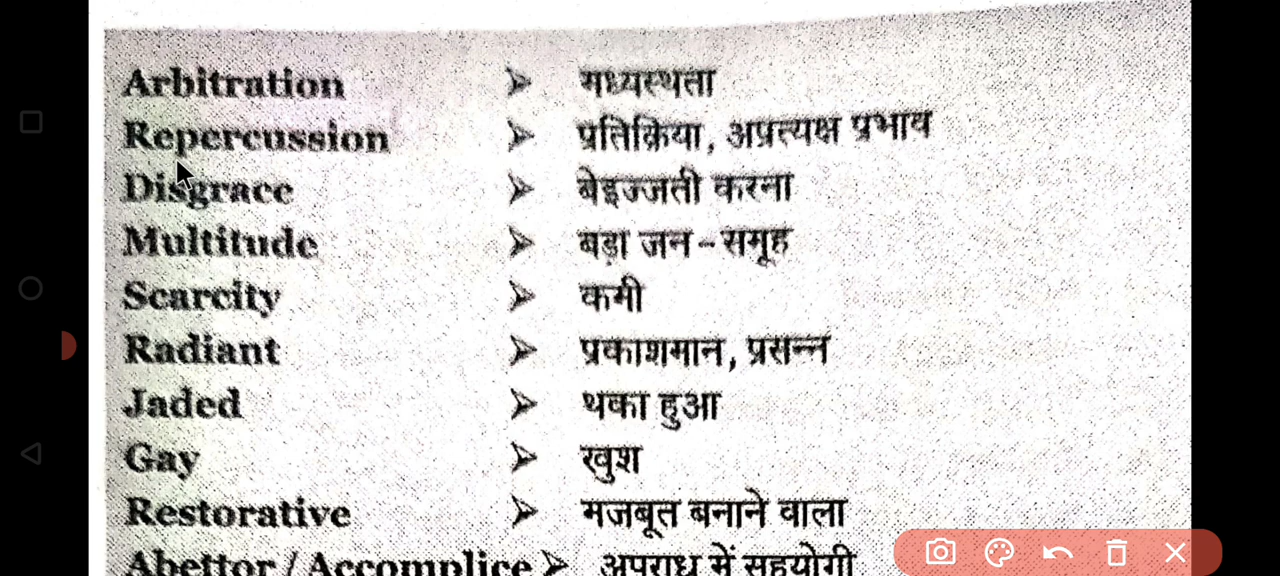 Arbitration ➢ मध्यस्थता
Repercussion ➢ प्रतिक्रिया, अप्रत्यक्ष प्रभाव
Disgrace ➢ बेइज्जती करना
Multitude ➢ बड़ा जन-समूह
Scarcity ➢ कमी
Radiant ➢ प्रकाशमान, प्रसन्न
Jaded ➢ थका हुआ
Gay ➢ खुश
Restorative ➢ मजबूत बनाने वाला
Abettor / Accomplice ➢ अपराध में सहयोगी